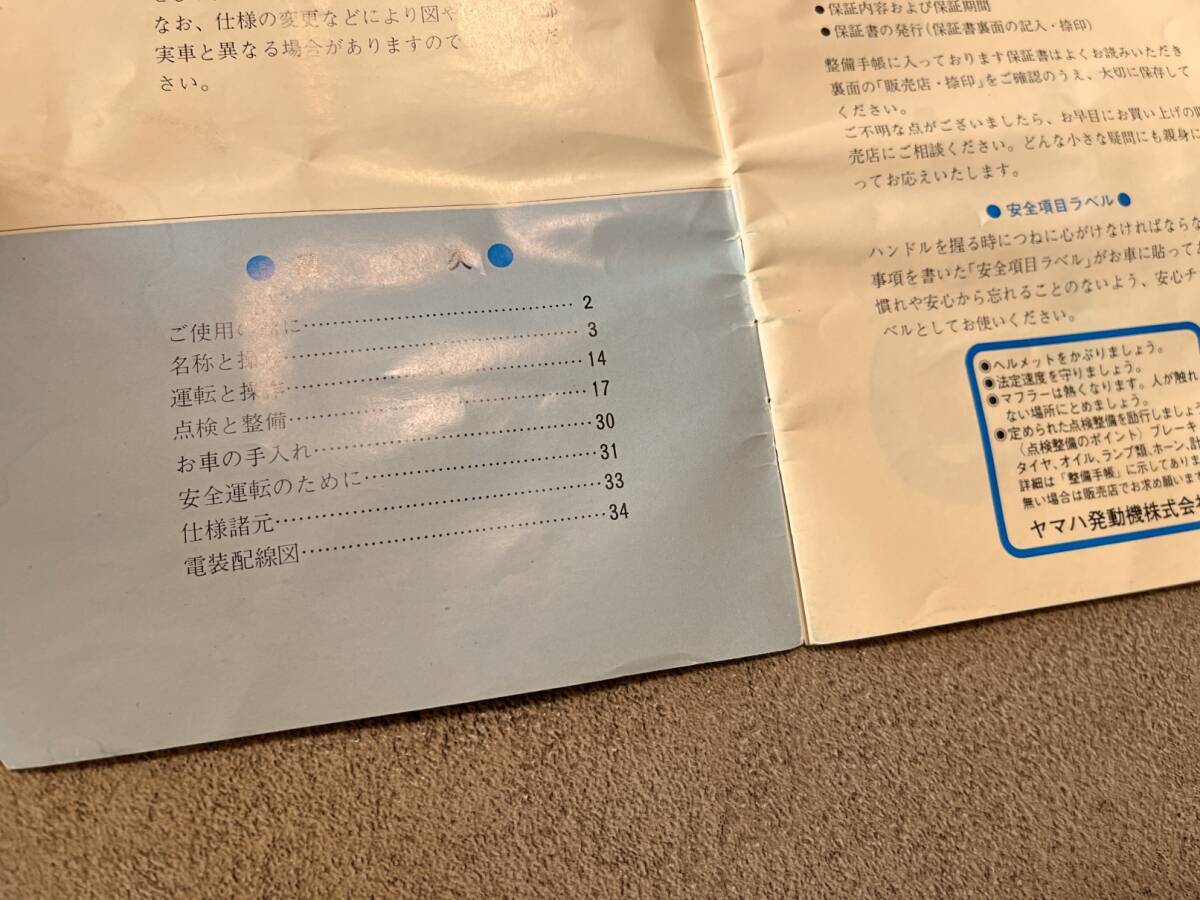 なお、仕様の変更などにより図や
実車と異なる場合がありますので
さい。
次
ご使用の に 2
名称と操 3
運転と操作 14
点検と整備 17
お車の手入れ 30
安全運転のために 31
仕様諸元 33
電装配線図 34
●保証内容および保証期間
●保証書の発行(保証書裏面の記入・捺印)
整備手帳に入っております保証書はよくお読みいただき
裏面の「販売店・捺印」をご確認のうえ、大切に保存して
ください。
ご不明な点がございましたら、お早目にお買い上げの販
売店にご相談ください。どんな小さな疑問にも親身に
ってお応えいたします。
●安全項目ラベル●
ハンドルを握る時につねに心がけなければならな
事項を書いた「安全項目ラベル」がお車に貼ってあ
慣れや安心から忘れることのないよう、安心チ
ベルとしてお使いください。
●ヘルメットをかぶりましょう。
●法定速度を守りましょう。
●マフラーは熱くなります。人が触れ
ない場所にとめましょう。
●定められた点検整備を励行しましょう
(点検整備のポイント) ブレーキ
タイヤ、オイル、ランプ類、ホーン、計
詳細は「整備手帳」に示してありま
無い場合は販売店でお求め願います
ヤマハ発動機株式会